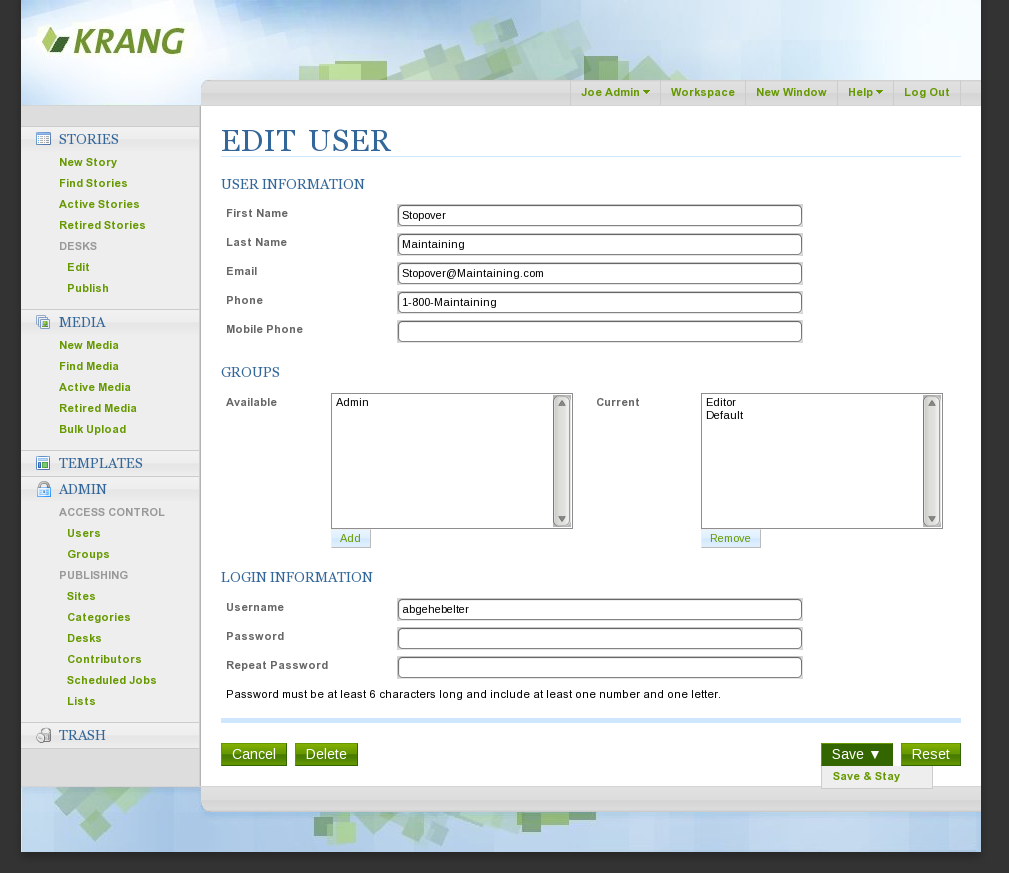 KRANG
Joe Admin Workspace New Window Help Log Out
STORIES
New Story
Find Stories
Active Stories
Retired Stories
DESKS
Edit
Publish
MEDIA
New Media
Find Media
Active Media
Retired Media
Bulk Upload
TEMPLATES
ADMIN
ACCESS CONTROL
Users
Groups
PUBLISHING
Sites
Categories
Desks
Contributors
Scheduled Jobs
Lists
TRASH
EDIT USER
USER INFORMATION
First Name Stopover
Last Name Maintaining
Email Stopover@Maintaining.com
Phone 1-800-Maintaining
Mobile Phone
GROUPS
Available Admin
Add
Current Editor
Default
Remove
LOGIN INFORMATION
Username abgehebelter
Password
Repeat Password
Password must be at least 6 characters long and include at least one number and one letter.
Cancel Delete Save ▼ Reset
Save & Stay